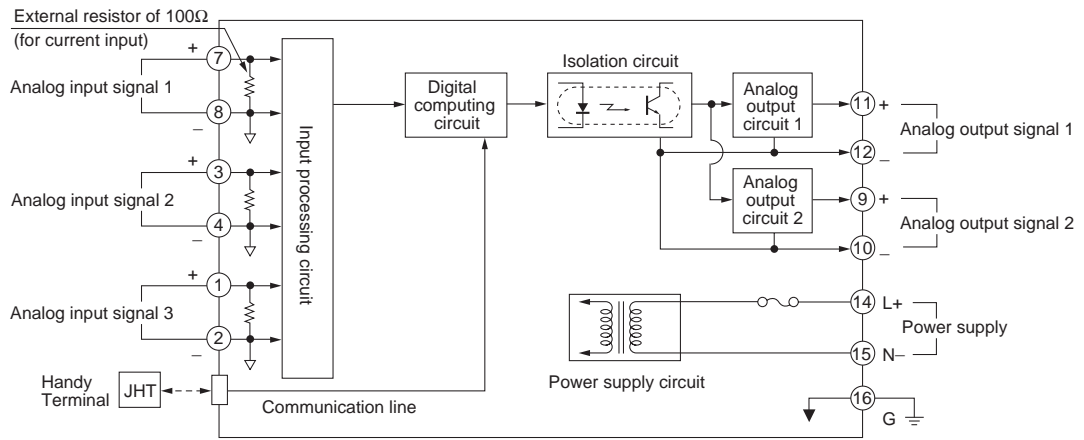 External resistor of 100Ω
(for current input)
+
7
Analog input signal 1
8
–
+
3
Analog input signal 2
4
–
+
1
Analog input signal 3
2
–
Handy
Terminal
JHT
Communication line
Input processing circuit
Digital
computing
circuit
Isolation circuit
Analog
output
circuit 1
Analog
output
circuit 2
11
+
Analog output signal 1
12
–
9
+
Analog output signal 2
10
–
14
L+
Power supply
15
N–
Power supply circuit
16
G